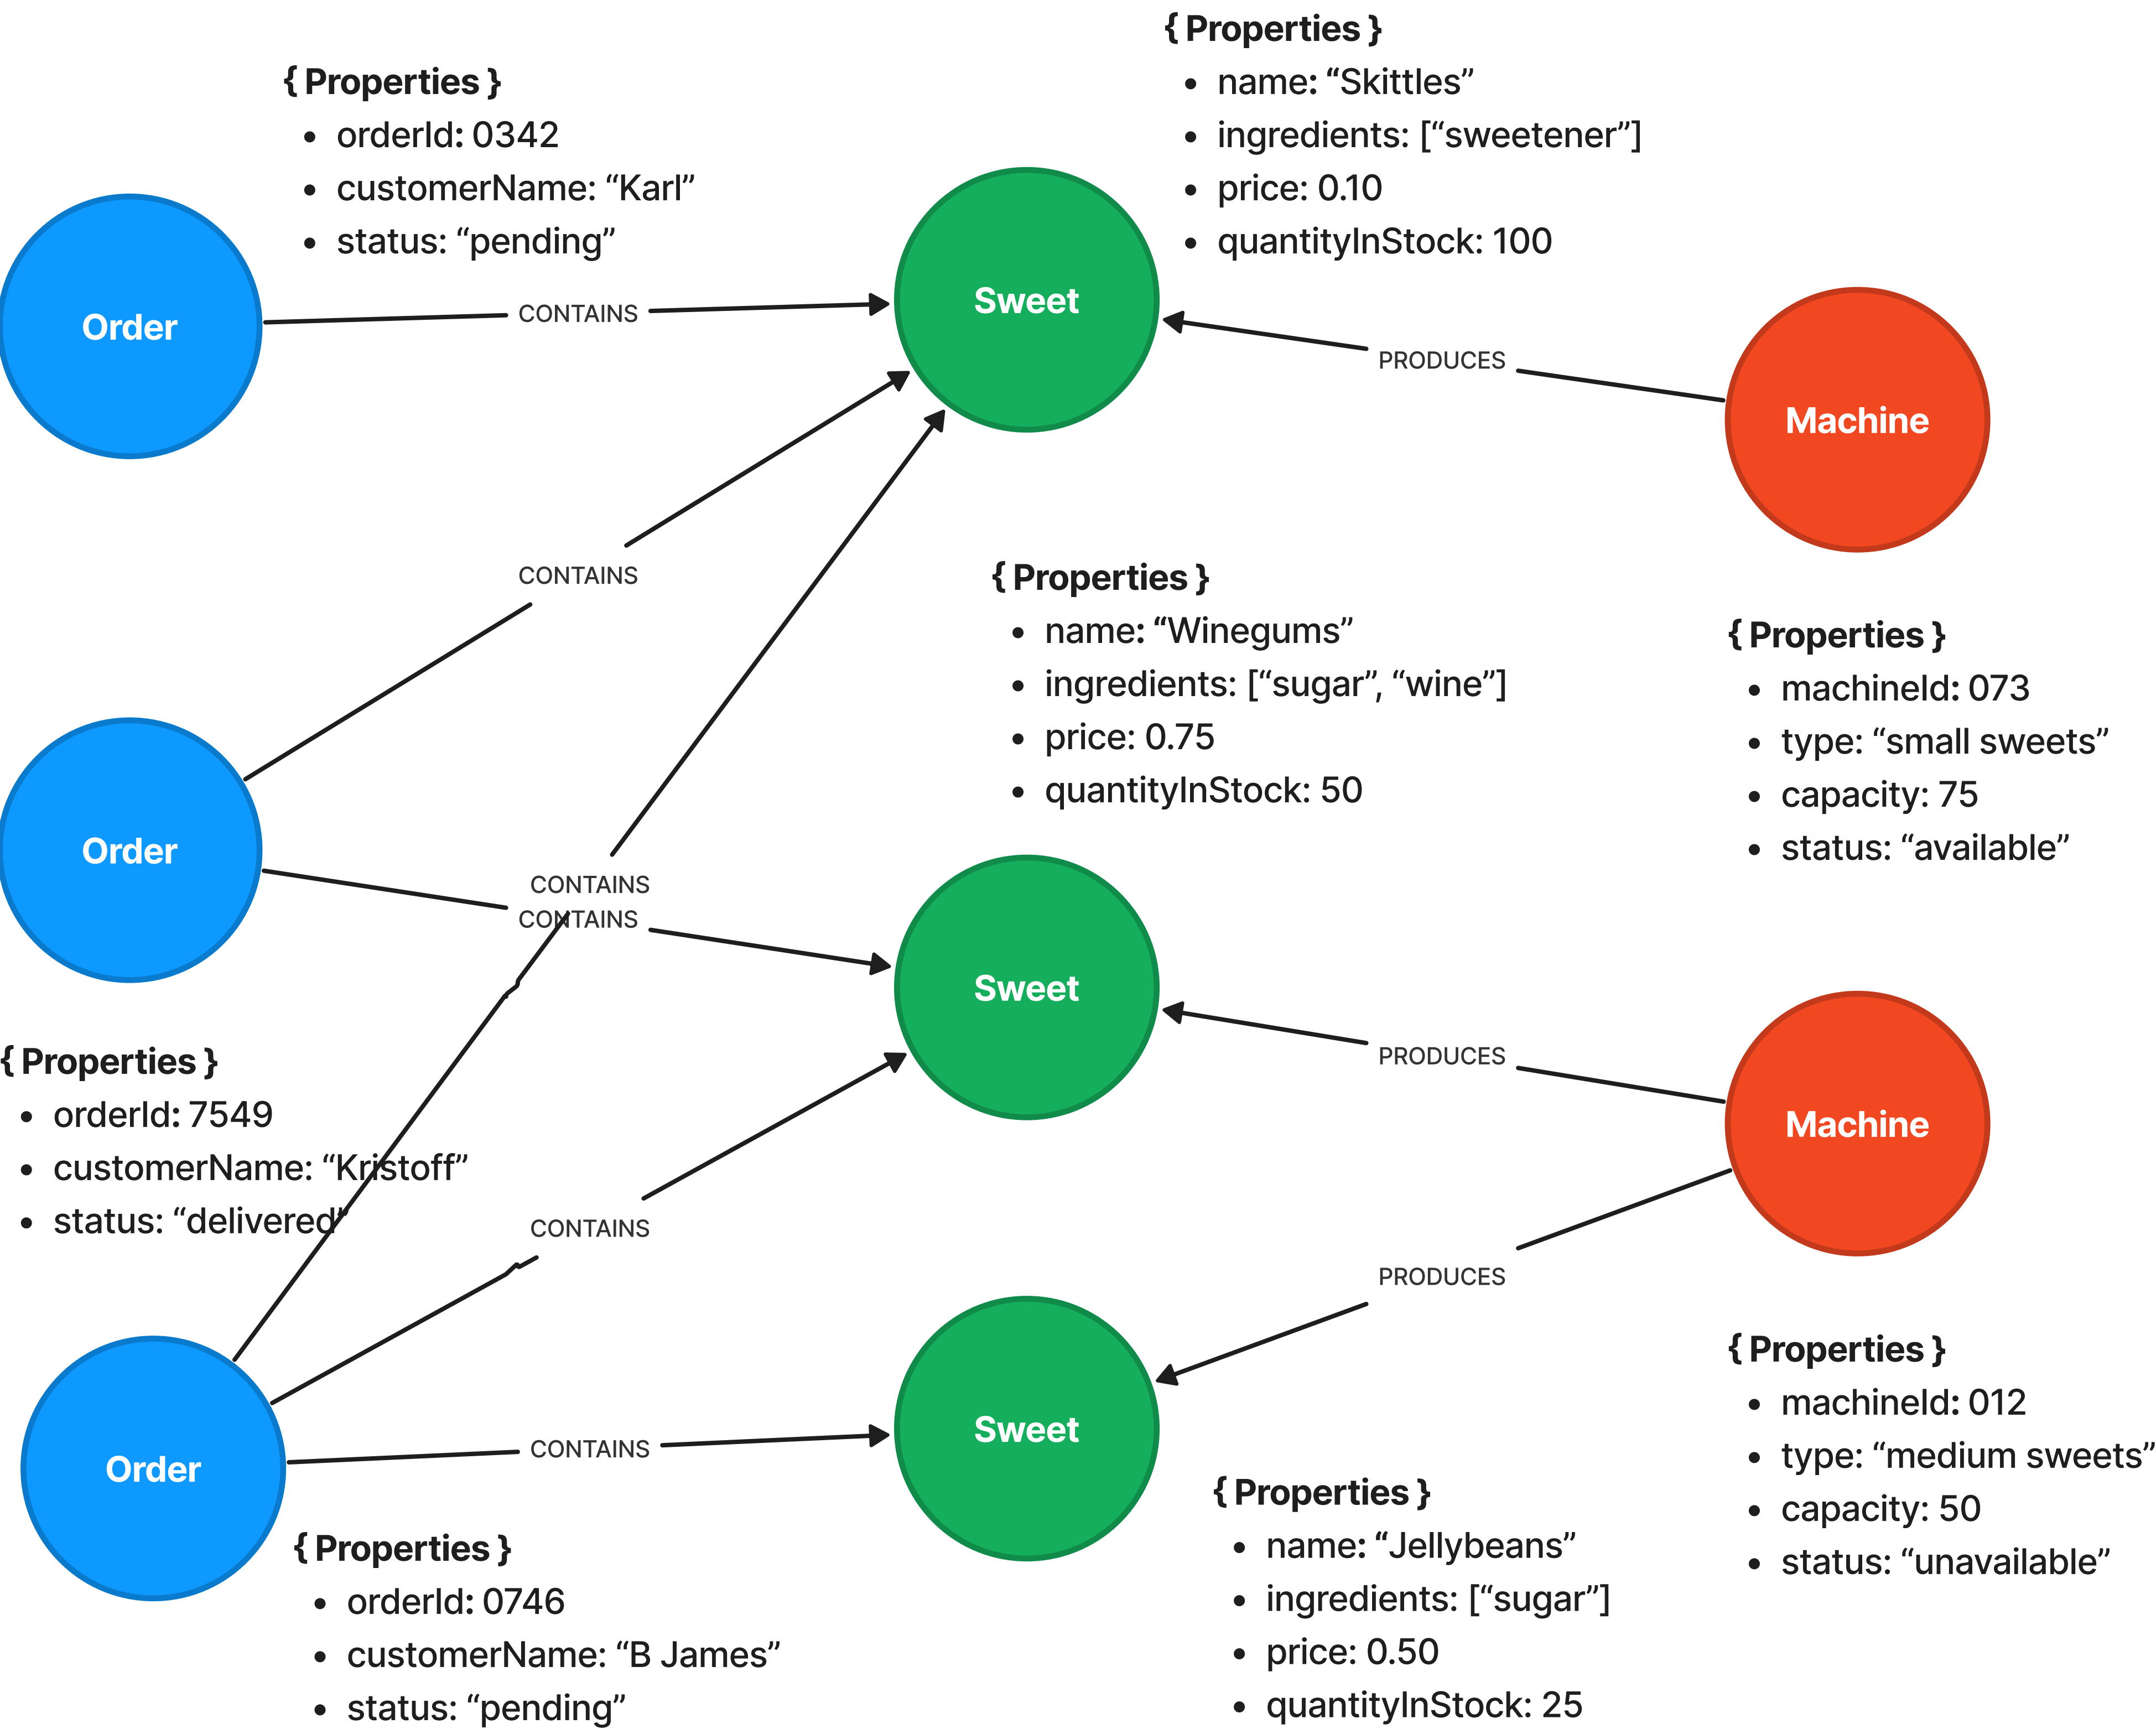 { Properties }
• name: “Skittles”
• ingredients: [“sweetener”]
• price: 0.10
• quantityInStock: 100
{ Properties }
• orderId: 0342
• customerName: “Karl”
• status: “pending”
Order
CONTAINS
Sweet
PRODUCES
Machine
CONTAINS
{ Properties }
• name: “Winegums”
• ingredients: [“sugar”, “wine”]
• price: 0.75
• quantityInStock: 50
{ Properties }
• machineId: 073
• type: “small sweets”
• capacity: 75
• status: “available”
Order
CONTAINS
CONTAINS
Sweet
PRODUCES
Machine
{ Properties }
• orderId: 7549
• customerName: “Kristoff”
• status: “delivered”
CONTAINS
PRODUCES
Order
CONTAINS
Sweet
{ Properties }
• machineId: 012
• type: “medium sweets”
• capacity: 50
• status: “unavailable”
{ Properties }
• name: “Jellybeans”
• ingredients: [“sugar”]
• price: 0.50
• quantityInStock: 25
{ Properties }
• orderId: 0746
• customerName: “B James”
• status: “pending”